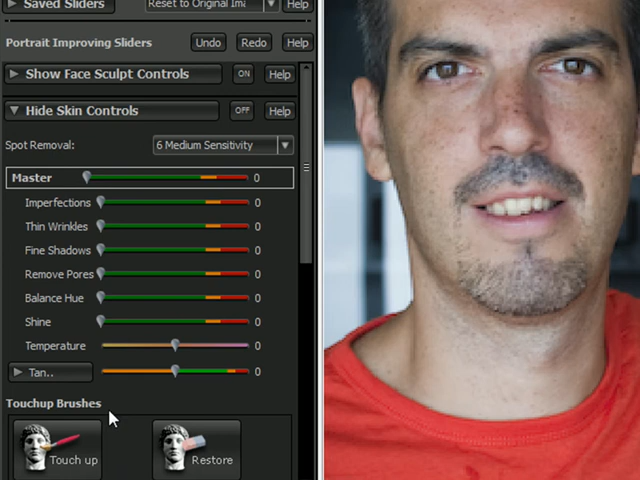 Saved Sliders Reset to Original Ima Help
Portrait Improving Sliders Undo Redo Help
Show Face Sculpt Controls ON Help
Hide Skin Controls OFF Help
Spot Removal: 6 Medium Sensitivity
Master 0
Imperfections 0
Thin Wrinkles 0
Fine Shadows 0
Remove Pores 0
Balance Hue 0
Shine 0
Temperature 0
Tan.. 0
Touchup Brushes
Touch up Restore